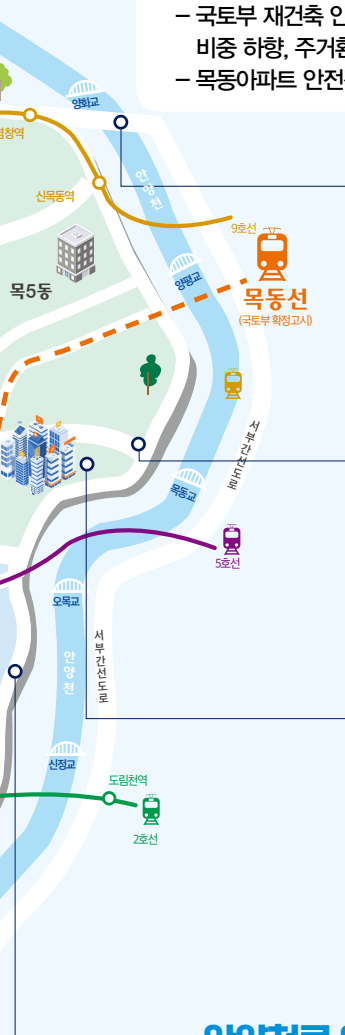 – 국토부 재건축 안
비중 하향, 주거환
– 목동아파트 안전
양화교
염창역
안양천
신목동역
9호선
양평교
목5동
목동선
(국토부 확정고시)
서부간선도로
목동교
5호선
오목교
서부간선도로
안양천
신정교
도림천역
2호선